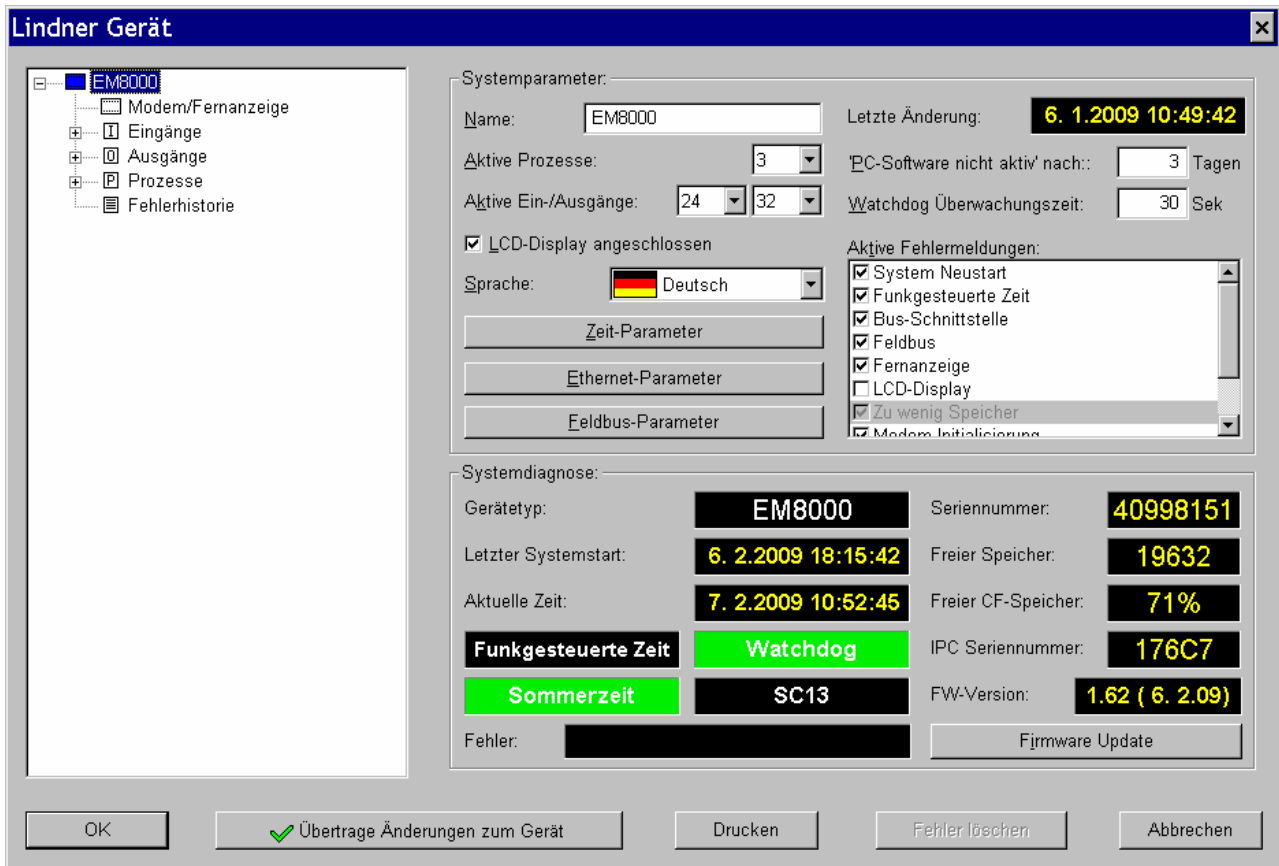 Lindner Gerät
EM8000
Modem/Fernanzeige
I Eingänge
O Ausgänge
P Prozesse
Fehlerhistorie
Systemparameter:
Name: EM8000
Letzte Änderung: 6. 1.2009 10:49:42
Aktive Prozesse: 3
'PC-Software nicht aktiv' nach:: 3 Tagen
Aktive Ein-/Ausgänge: 24 32
Watchdog Überwachungszeit: 30 Sek
LCD-Display angeschlossen
Sprache: Deutsch
Zeit-Parameter
Ethernet-Parameter
Feldbus-Parameter
Aktive Fehlermeldungen:
System Neustart
Funkgesteuerte Zeit
Bus-Schnittstelle
Feldbus
Fernanzeige
LCD-Display
Zu wenig Speicher
Modem Initialisierung
Systemdiagnose:
Gerätetyp: EM8000
Seriennummer: 40998151
Letzter Systemstart: 6. 2.2009 18:15:42
Freier Speicher: 19632
Aktuelle Zeit: 7. 2.2009 10:52:45
Freier CF-Speicher: 71%
Funkgesteuerte Zeit Watchdog
IPC Seriennummer: 176C7
Sommerzeit SC13
FW-Version: 1.62 ( 6. 2.09)
Fehler:
Firmware Update
OK
Übertrage Änderungen zum Gerät
Drucken
Fehler löschen
Abbrechen